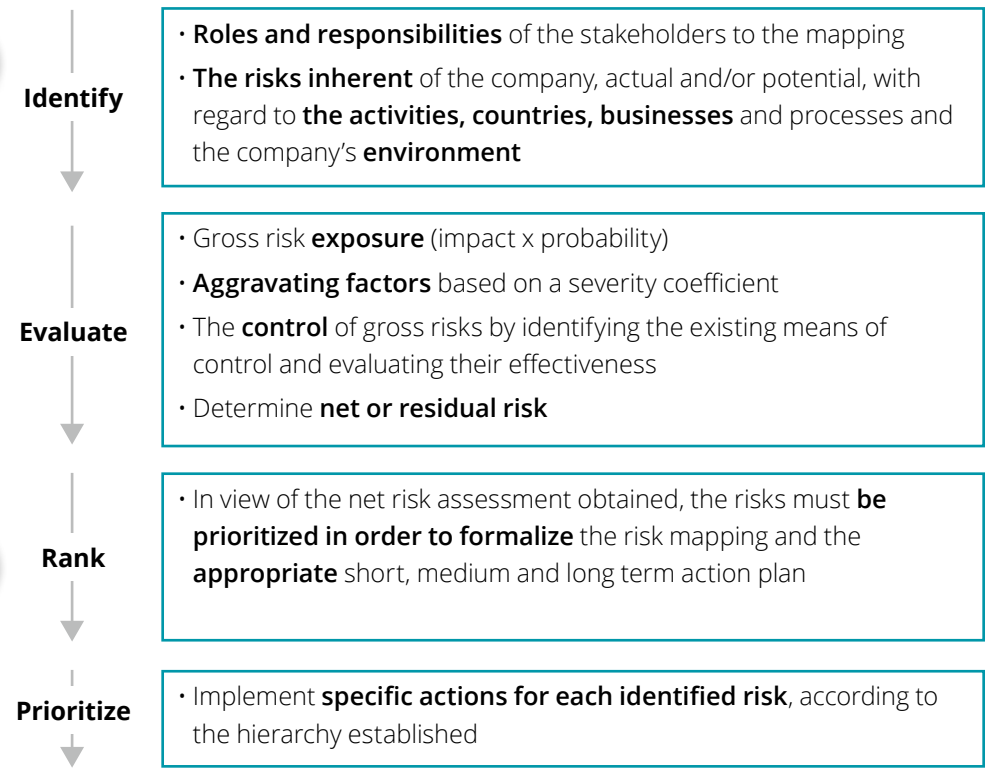 Identify
• Roles and responsibilities of the stakeholders to the mapping
• The risks inherent of the company, actual and/or potential, with
regard to the activities, countries, businesses and processes and
the company’s environment
Evaluate
• Gross risk exposure (impact x probability)
• Aggravating factors based on a severity coefficient
• The control of gross risks by identifying the existing means of
control and evaluating their effectiveness
• Determine net or residual risk
Rank
• In view of the net risk assessment obtained, the risks must be
prioritized in order to formalize the risk mapping and the
appropriate short, medium and long term action plan
Prioritize
• Implement specific actions for each identified risk, according to
the hierarchy established